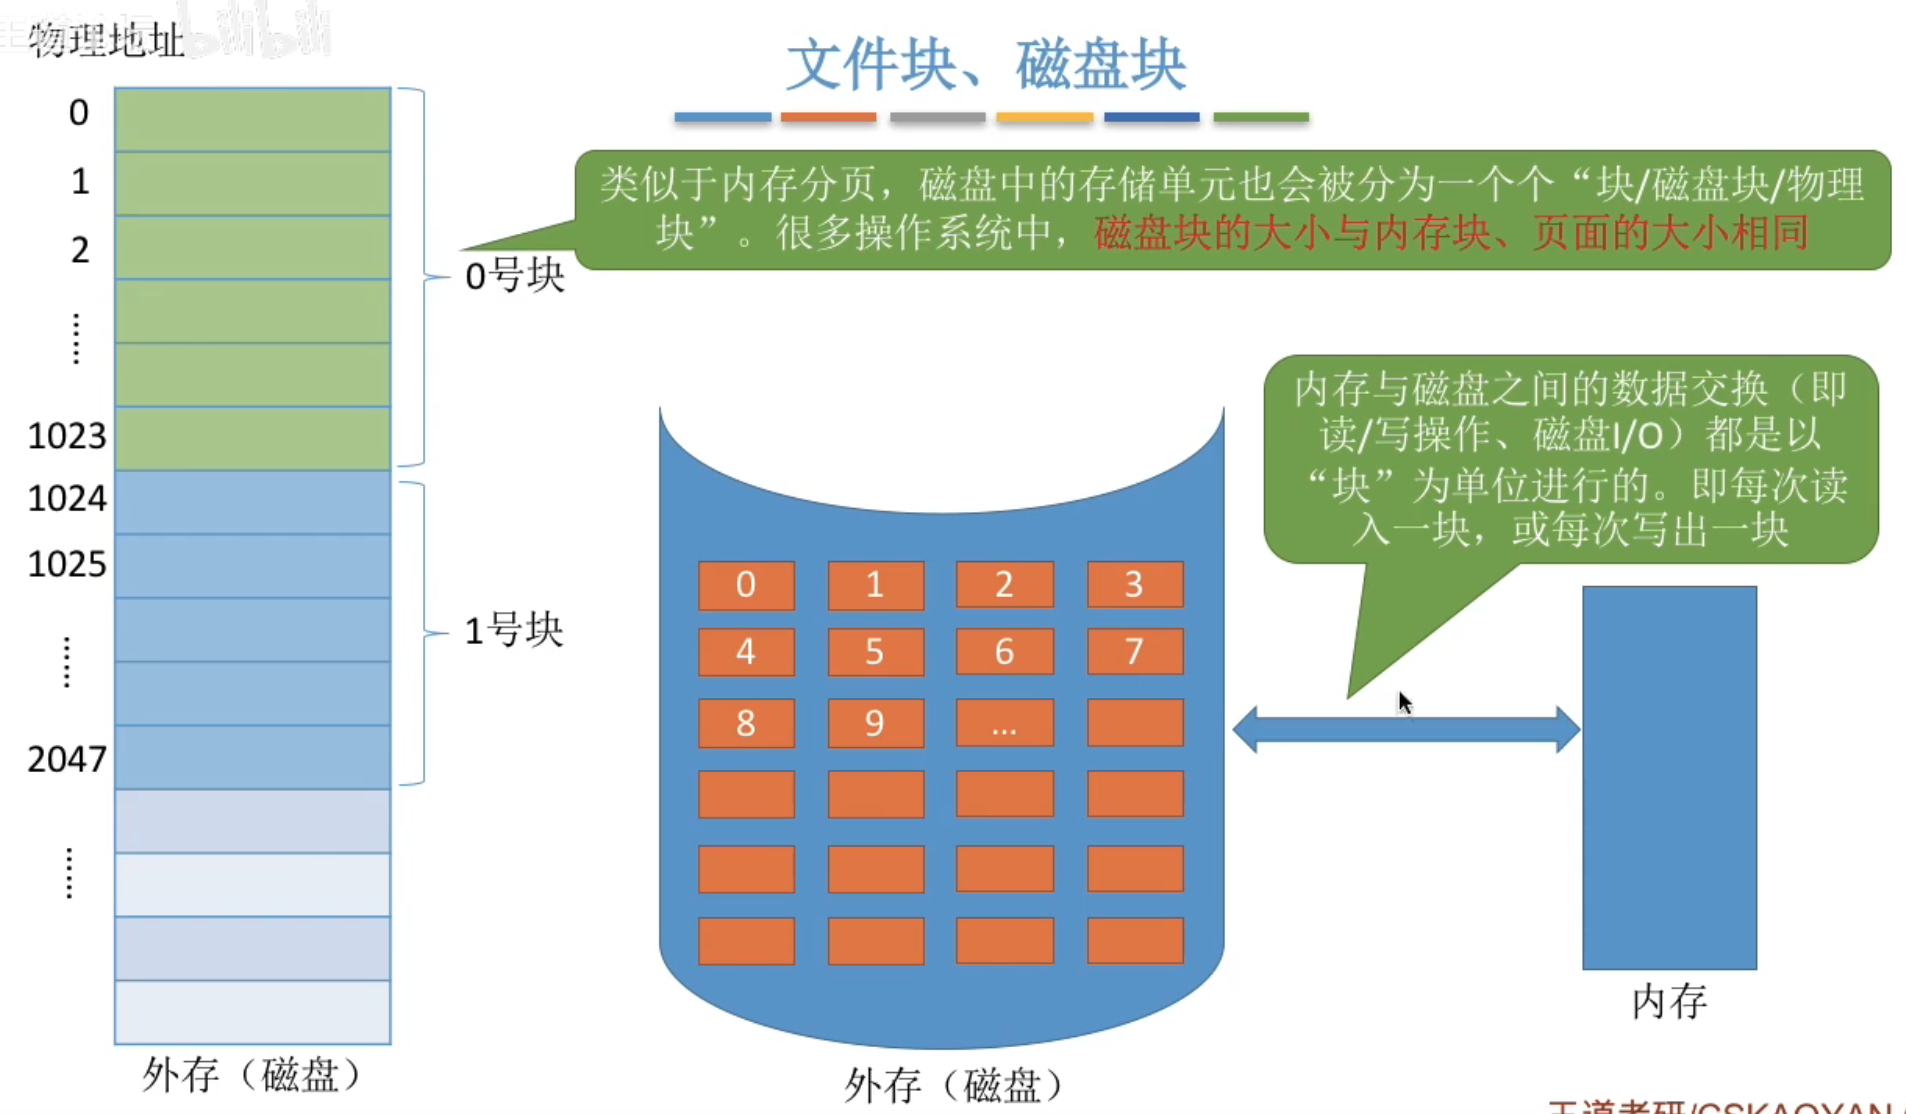 物理地址
bilibili
文件块、磁盘块
0
1
2
......
1023
1024
1025
......
2047
......
0号块
1号块
类似于内存分页，磁盘中的存储单元也会被分为一个个“块/磁盘块/物理
块”。很多操作系统中，磁盘块的大小与内存块、页面的大小相同
内存与磁盘之间的数据交换（即
读/写操作、磁盘I/O）都是以
“块”为单位进行的。即每次读
入一块，或每次写出一块
0 1 2 3
4 5 6 7
8 9 ...
外存（磁盘）
外存（磁盘）
内存
王道考研/CSKAOYAN